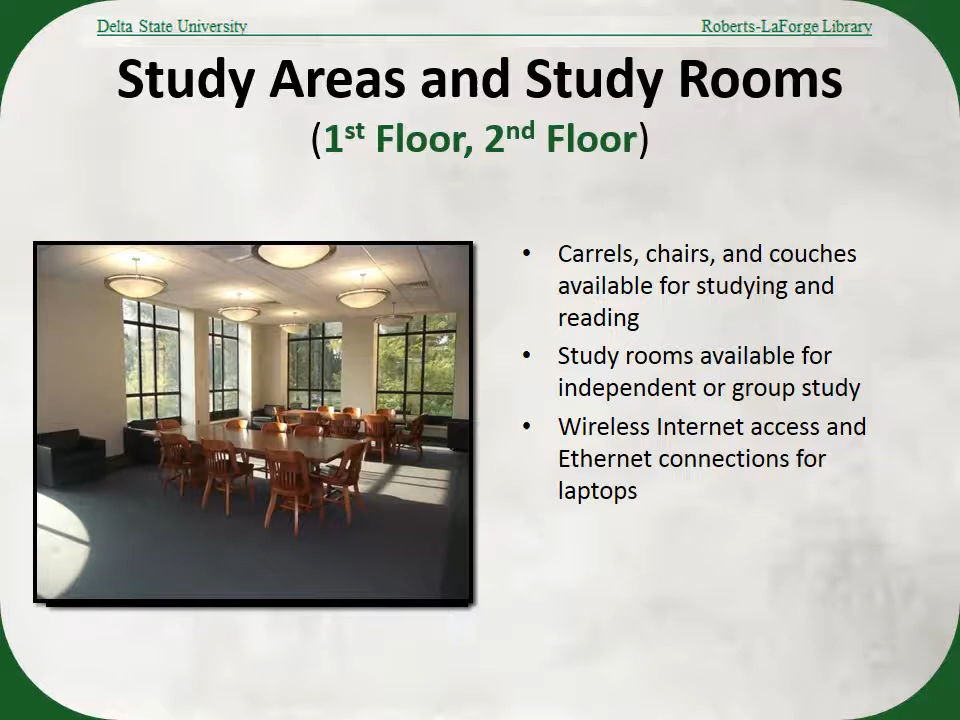 Delta State University Roberts-LaForge Library
Study Areas and Study Rooms
(1st Floor, 2nd Floor)
• Carrels, chairs, and couches
available for studying and
reading
• Study rooms available for
independent or group study
• Wireless Internet access and
Ethernet connections for
laptops